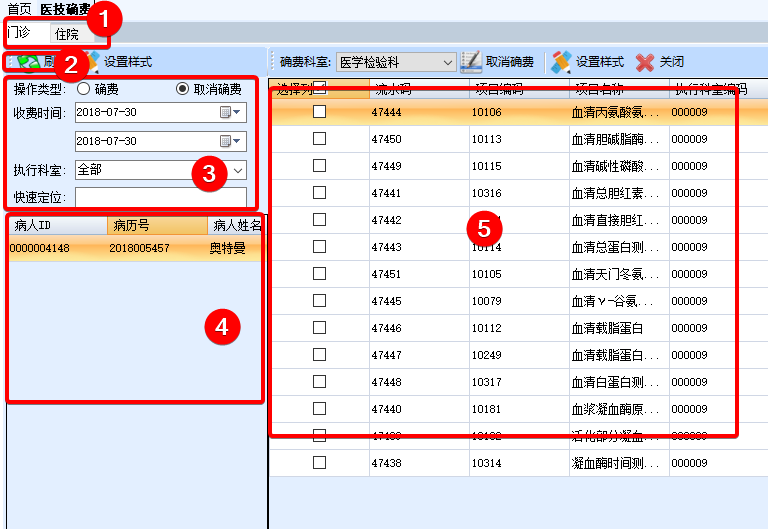 首页 医技确费
1
门诊 住院
2 设置样式
确费科室: 医学检验科 取消确费 设置样式 关闭
操作类型: 确费 取消确费
收费时间: 2018-07-30
2018-07-30
执行科室: 全部
3
快速定位:
病人ID 病历号 病人姓名
0000004148 2018005457 奥特曼
4
选择列 流水码 项目编码 项目名称 执行科室编码
47444 10106 血清丙氨酸氨... 000009
47450 10113 血清胆碱脂酶... 000009
47449 10115 血清碱性磷酸... 000009
47441 10316 血清总胆红素... 000009
5
47442 血清直接胆红... 000009
47443 10114 血清总蛋白测... 000009
47451 10105 血清天门冬氨... 000009
47445 10079 血清γ-谷氨... 000009
47446 10112 血清载脂蛋白 000009
47447 10249 血清载脂蛋白... 000009
47448 10317 血清白蛋白测... 000009
47440 10181 血浆凝血酶原... 000009
活化部分凝血... 000009
47438 10314 凝血酶时间测... 000009